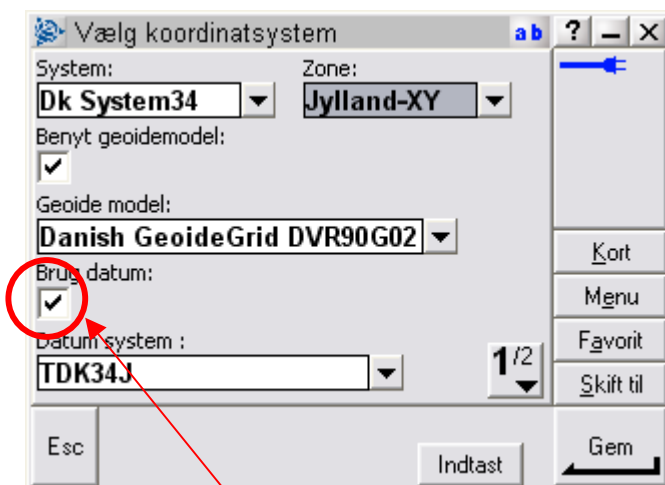 Vælg koordinatsystem ab ? – X
System: Zone:
Dk System34 Jylland-XY
Benyt geoidemodel:
Geoide model:
Danish GeoideGrid DVR90G02
Brug datum:
Datum system :
TDK34J
1/2
Kort
Menu
Favorit
Skift til
Esc
Indtast
Gem